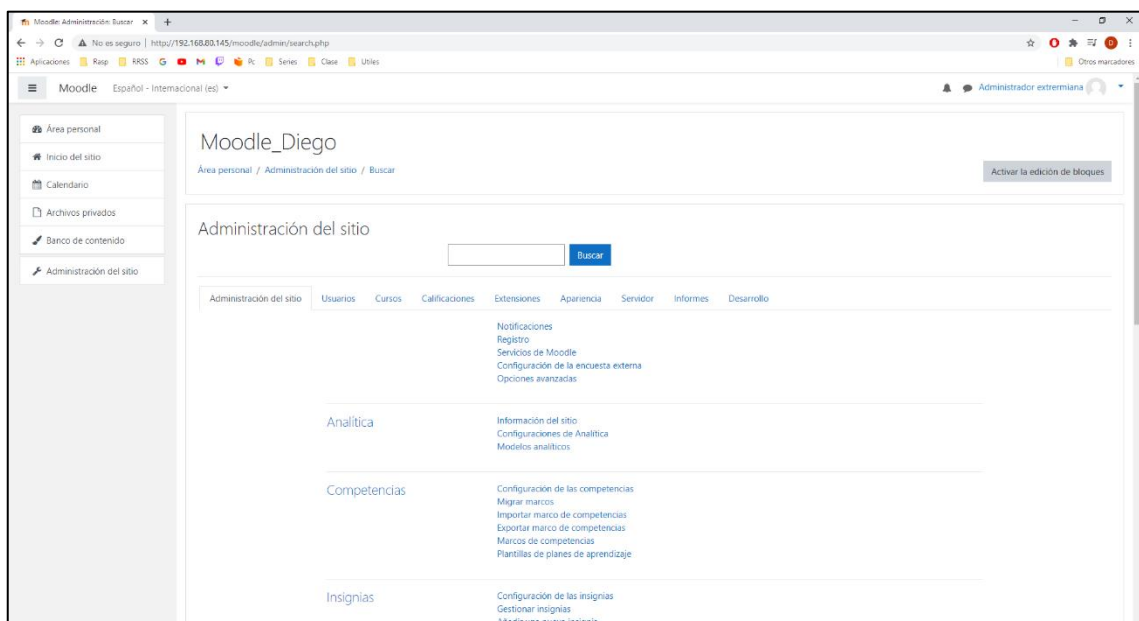 Moodle: Administración: Buscar
No es seguro | http://192.168.80.145/moodle/admin/search.php
Aplicaciones Rasp RRSS Pc Series Clase Utiles Otros marcadores
Moodle Español - Internacional (es) Administrador extrermiana
Área personal
Inicio del sitio
Calendario
Archivos privados
Banco de contenido
Administración del sitio
Moodle_Diego
Área personal / Administración del sitio / Buscar
Activar la edición de bloques
Administración del sitio
Buscar
Administración del sitio Usuarios Cursos Calificaciones Extensiones Apariencia Servidor Informes Desarrollo
Notificaciones
Registro
Servicios de Moodle
Configuración de la encuesta externa
Opciones avanzadas
Analítica
Información del sitio
Configuraciones de Analítica
Modelos analíticos
Competencias
Configuración de las competencias
Migrar marcos
Importar marco de competencias
Exportar marco de competencias
Marcos de competencias
Plantillas de planes de aprendizaje
Insignias
Configuración de las insignias
Gestionar insignias
Añadir una nueva insignia